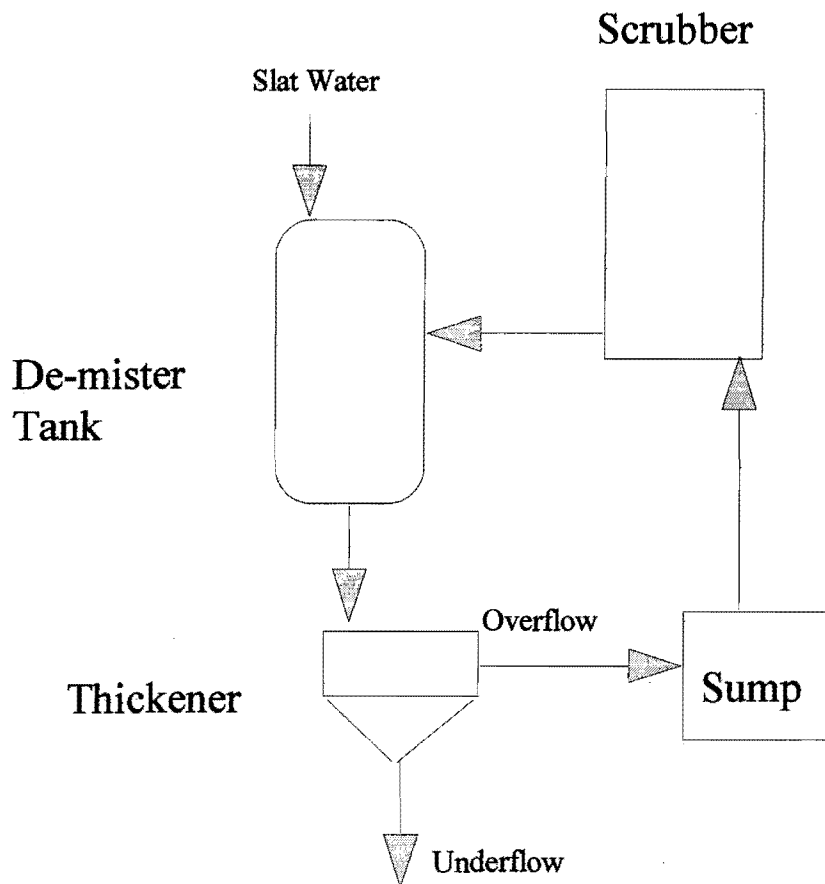 Scrubber
Slat Water
De-mister
Tank
Overflow
Thickener
Sump
Underflow